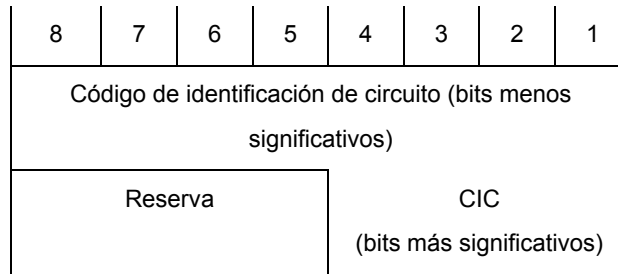 8 7 6 5 4 3 2 1
Código de identificación de circuito (bits menos
significativos)
Reserva CIC
(bits más significativos)